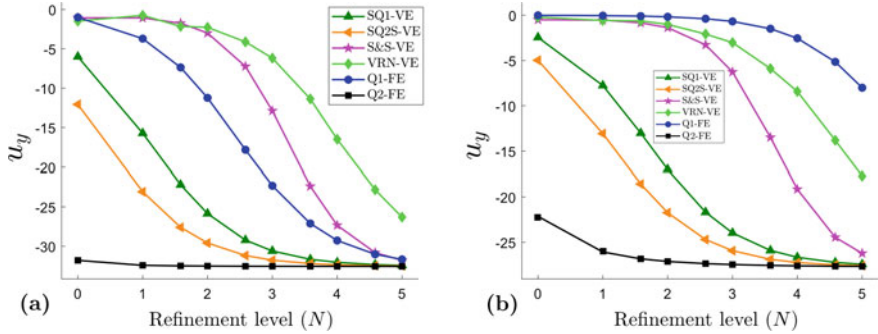 0
-5
-10
-15
-20
-25
-30
u_y
0 1 2 3 4 5
Refinement level (N)
(a)
SQ1-VE
SQ2S-VE
S&S-VE
VRN-VE
Q1-FE
Q2-FE
0
-5
-10
-15
-20
-25
u_y
0 1 2 3 4 5
Refinement level (N)
(b)
SQ1-VE
SQ2S-VE
S&S-VE
VRN-VE
Q1-FE
Q2-FE